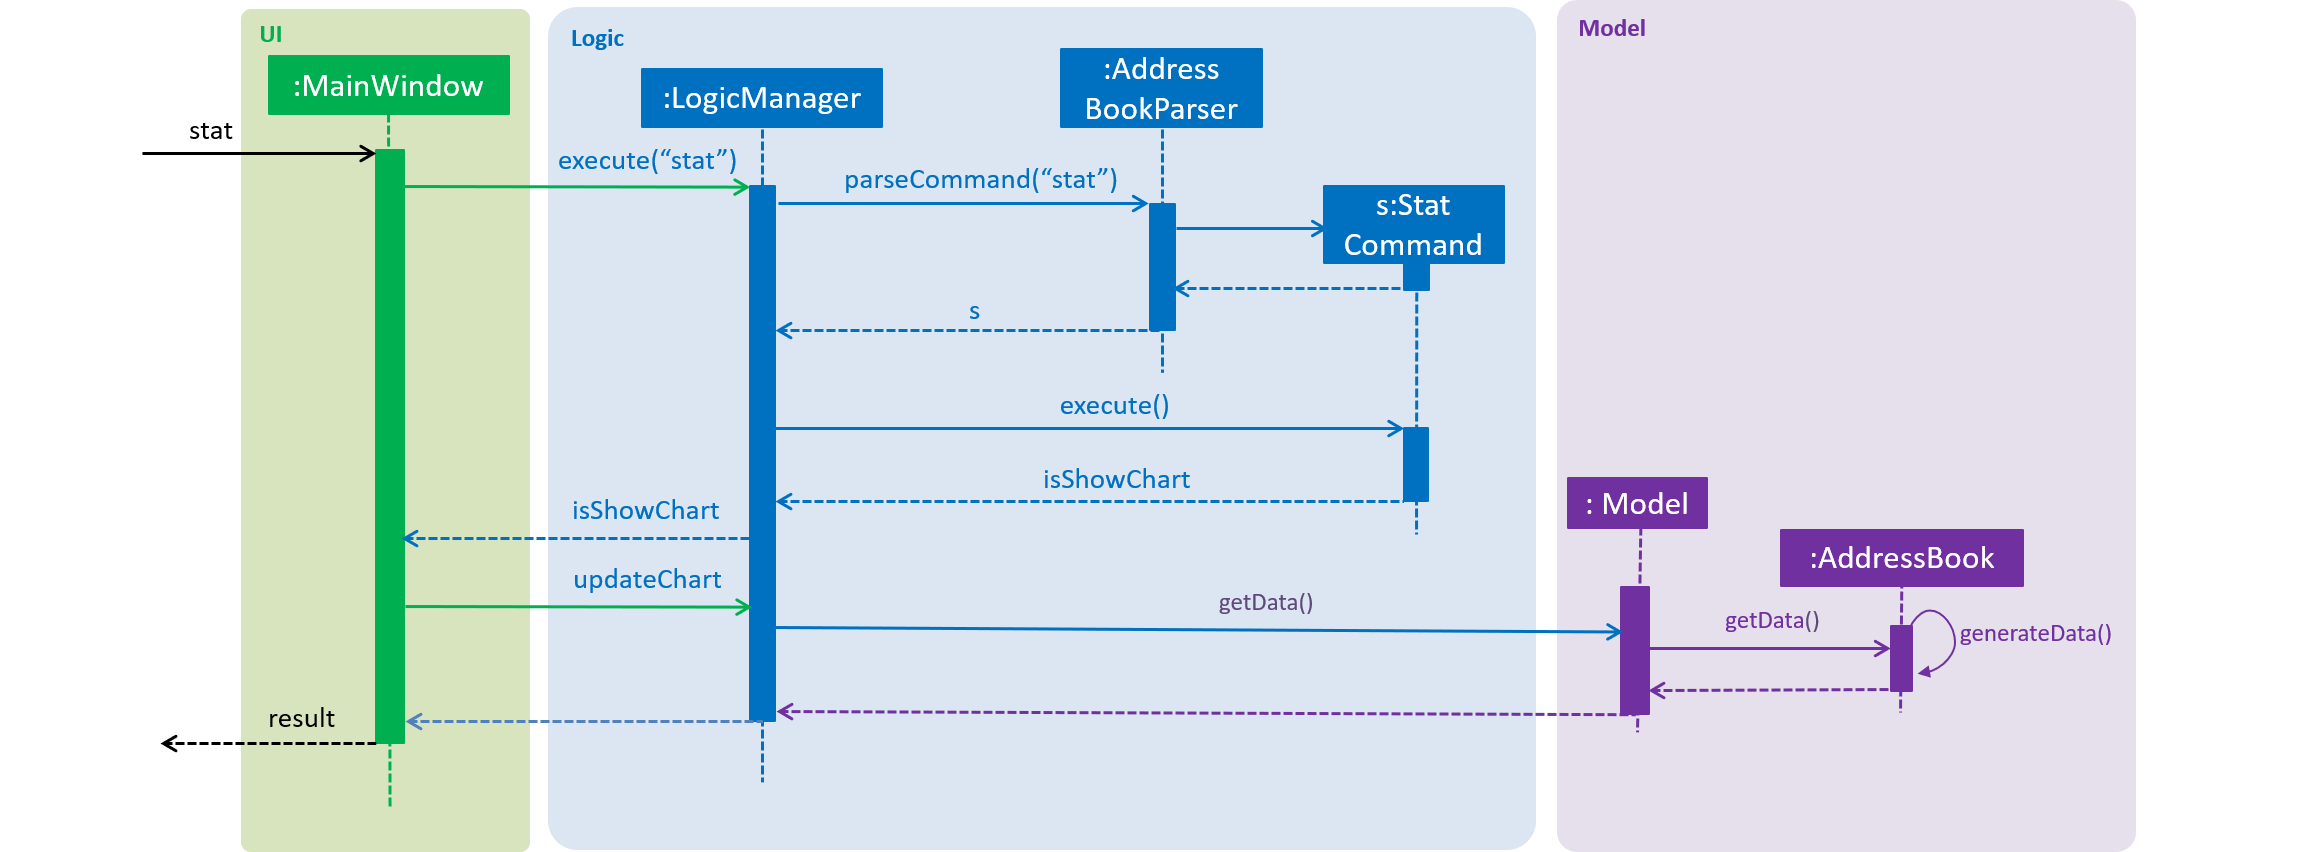 UI
Logic
Model
:MainWindow
:LogicManager
:Address
BookParser
stat
execute(“stat”)
parseCommand(“stat”)
s:Stat
Command
s
execute()
isShowChart
isShowChart
: Model
:AddressBook
updateChart
getData()
getData()
generateData()
result